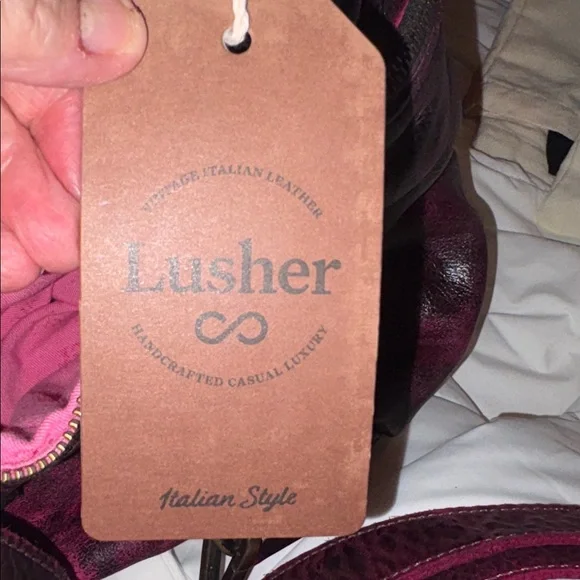 VINTAGE ITALIAN LEATHER
Lusher
HANDCRAFTED CASUAL LUXURY
Italian Style